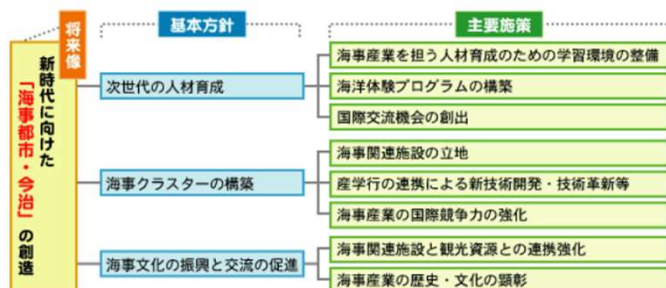 将来像
基本方針
主要施策
新時代に向けた
「海事都市・今治」の創造
次世代の人材育成
海事産業を担う人材育成のための学習環境の整備
海洋体験プログラムの構築
国際交流機会の創出
海事クラスターの構築
海事関連施設の立地
産学行の連携による新技術開発・技術革新等
海事産業の国際競争力の強化
海事文化の振興と交流の促進
海事関連施設と観光資源との連携強化
海事産業の歴史・文化の顕彰